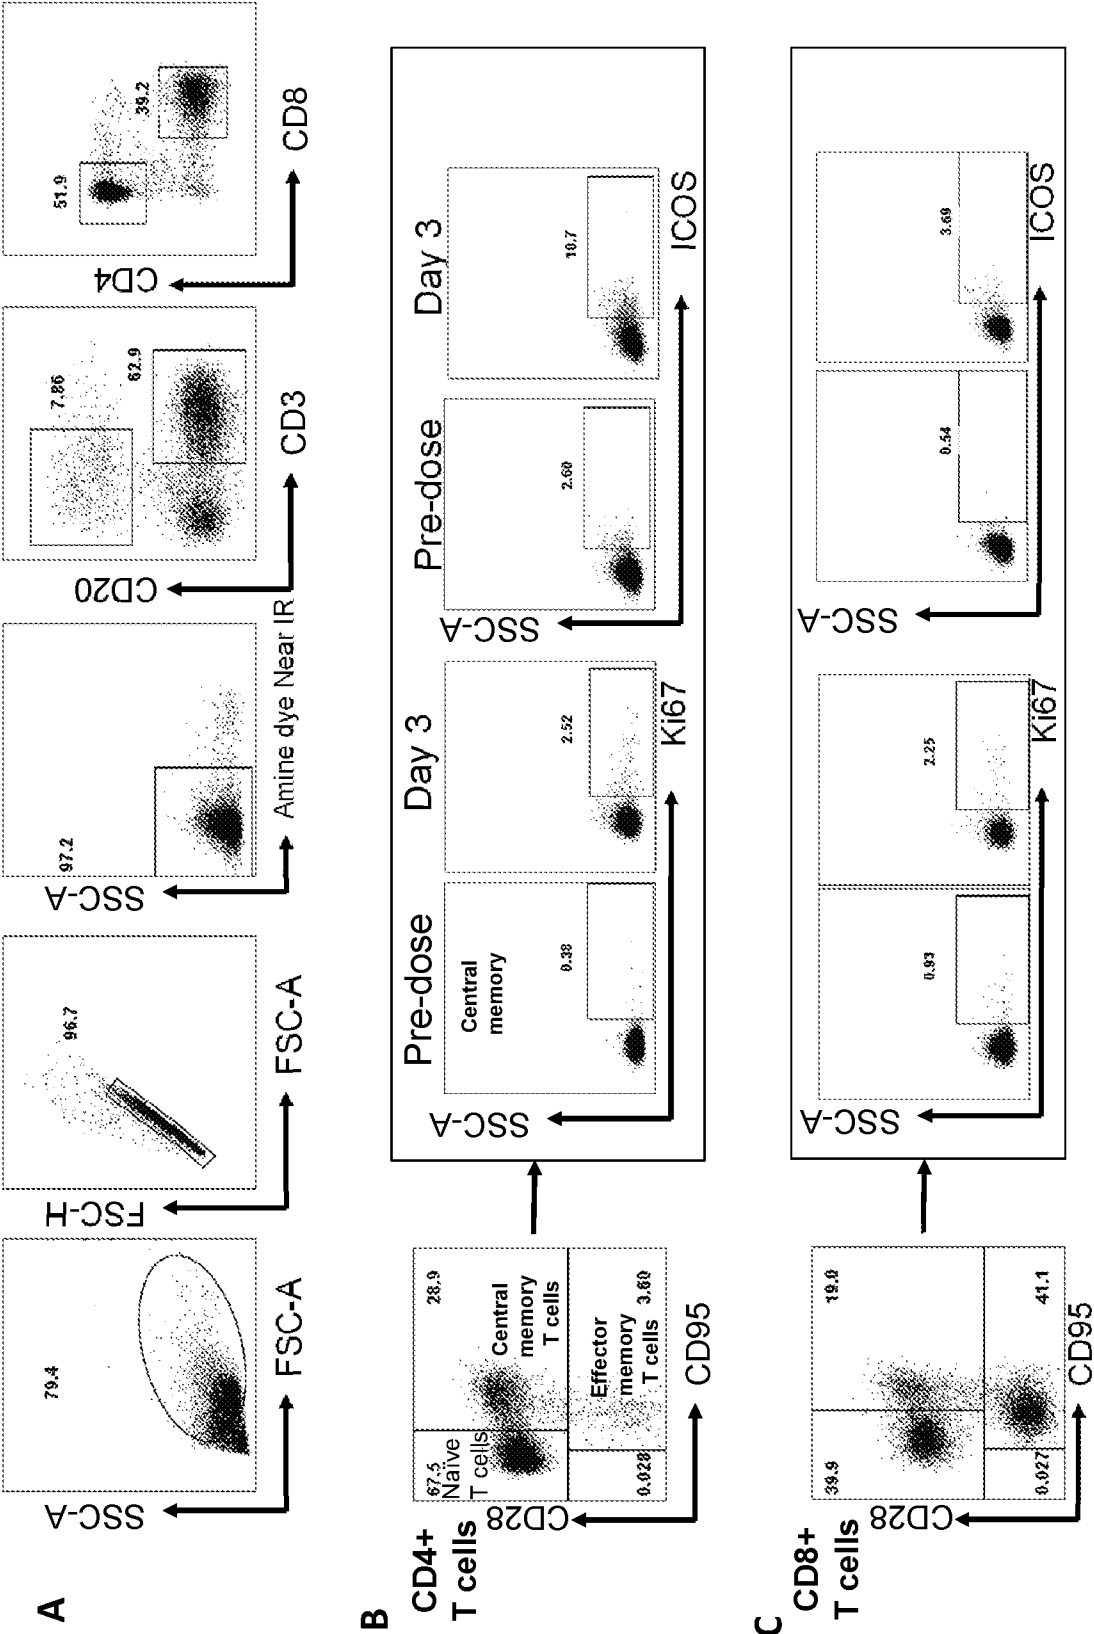 A
79.4
SSC-A
FSC-A
96.7
FSC-H
FSC-A
97.2
SSC-A
Amine dye Near IR
7.86
62.9
CD20
CD3
51.9
39.2
CD4
CD8
B
CD4+
T cells
67.5
Naïve
T cells
28.9
Central
memory
T cells
Effector
memory
T cells
3.60
0.028
CD28
CD95
Pre-dose
Day 3
Pre-dose
Day 3
Central
memory
0.38
2.52
2.60
10.7
SSC-A
Ki67
SSC-A
ICOS
C
CD8+
T cells
39.9
19.0
0.027
41.1
CD28
CD95
0.93
2.25
0.54
3.69
SSC-A
Ki67
SSC-A
ICOS